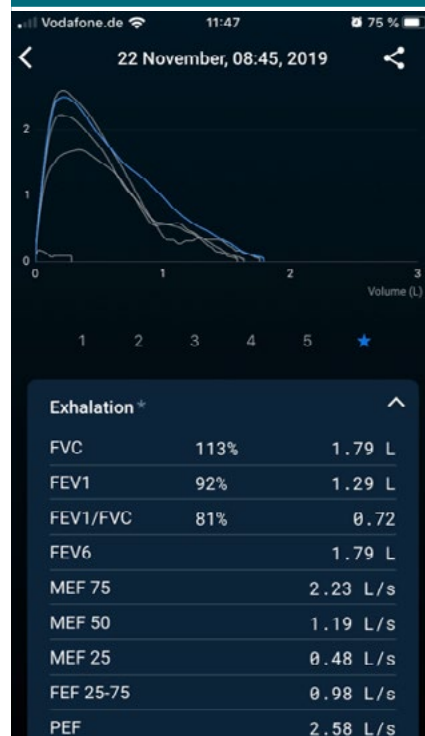 Vodafone.de 11:47 75 %
22 November, 08:45, 2019
2
1
0
0 1 2 3
Volume (L)
1 2 3 4 5
Exhalation*
FVC 113% 1.79 L
FEV1 92% 1.29 L
FEV1/FVC 81% 0.72
FEV6 1.79 L
MEF 75 2.23 L/s
MEF 50 1.19 L/s
MEF 25 0.48 L/s
FEF 25-75 0.98 L/s
PEF 2.58 L/s